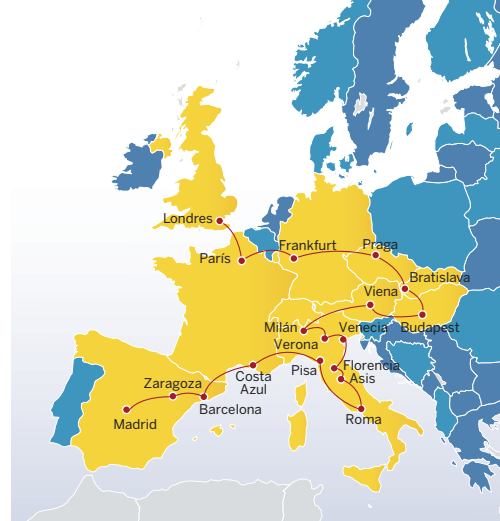 Londres
París
Frankfurt
Praga
Bratislava
Viena
Budapest
Milán
Venecia
Verona
Pisa
Florencia
Asis
Roma
Costa
Azul
Zaragoza
Barcelona
Madrid